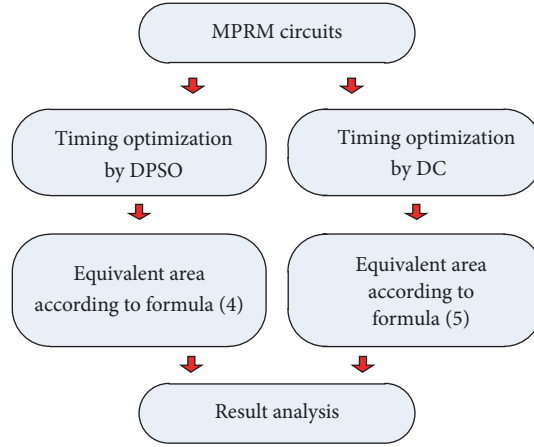 MPRM circuits
Timing optimization
by DPSO
Timing optimization
by DC
Equivalent area
according to formula (4)
Equivalent area
according to
formula (5)
Result analysis